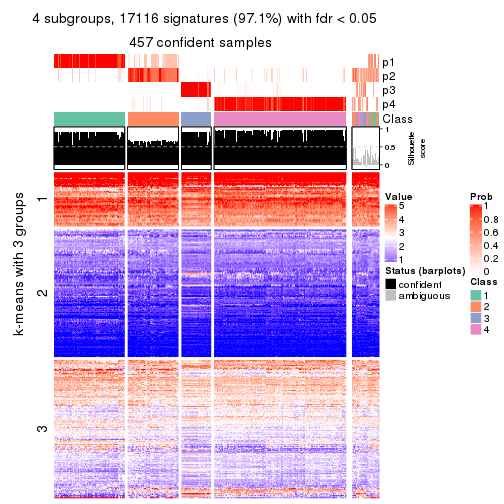 4 subgroups, 17116 signatures (97.1%) with fdr < 0.05
457 confident samples
p1
p2
p3
p4
Class
1
0.5
0
Silhouette
score
k-means with 3 groups
1
2
3
Value
5
4
3
2
1
Status (barplots)
confident
ambiguous
Prob
1
0.8
0.6
0.4
0.2
0
Class
1
2
3
4